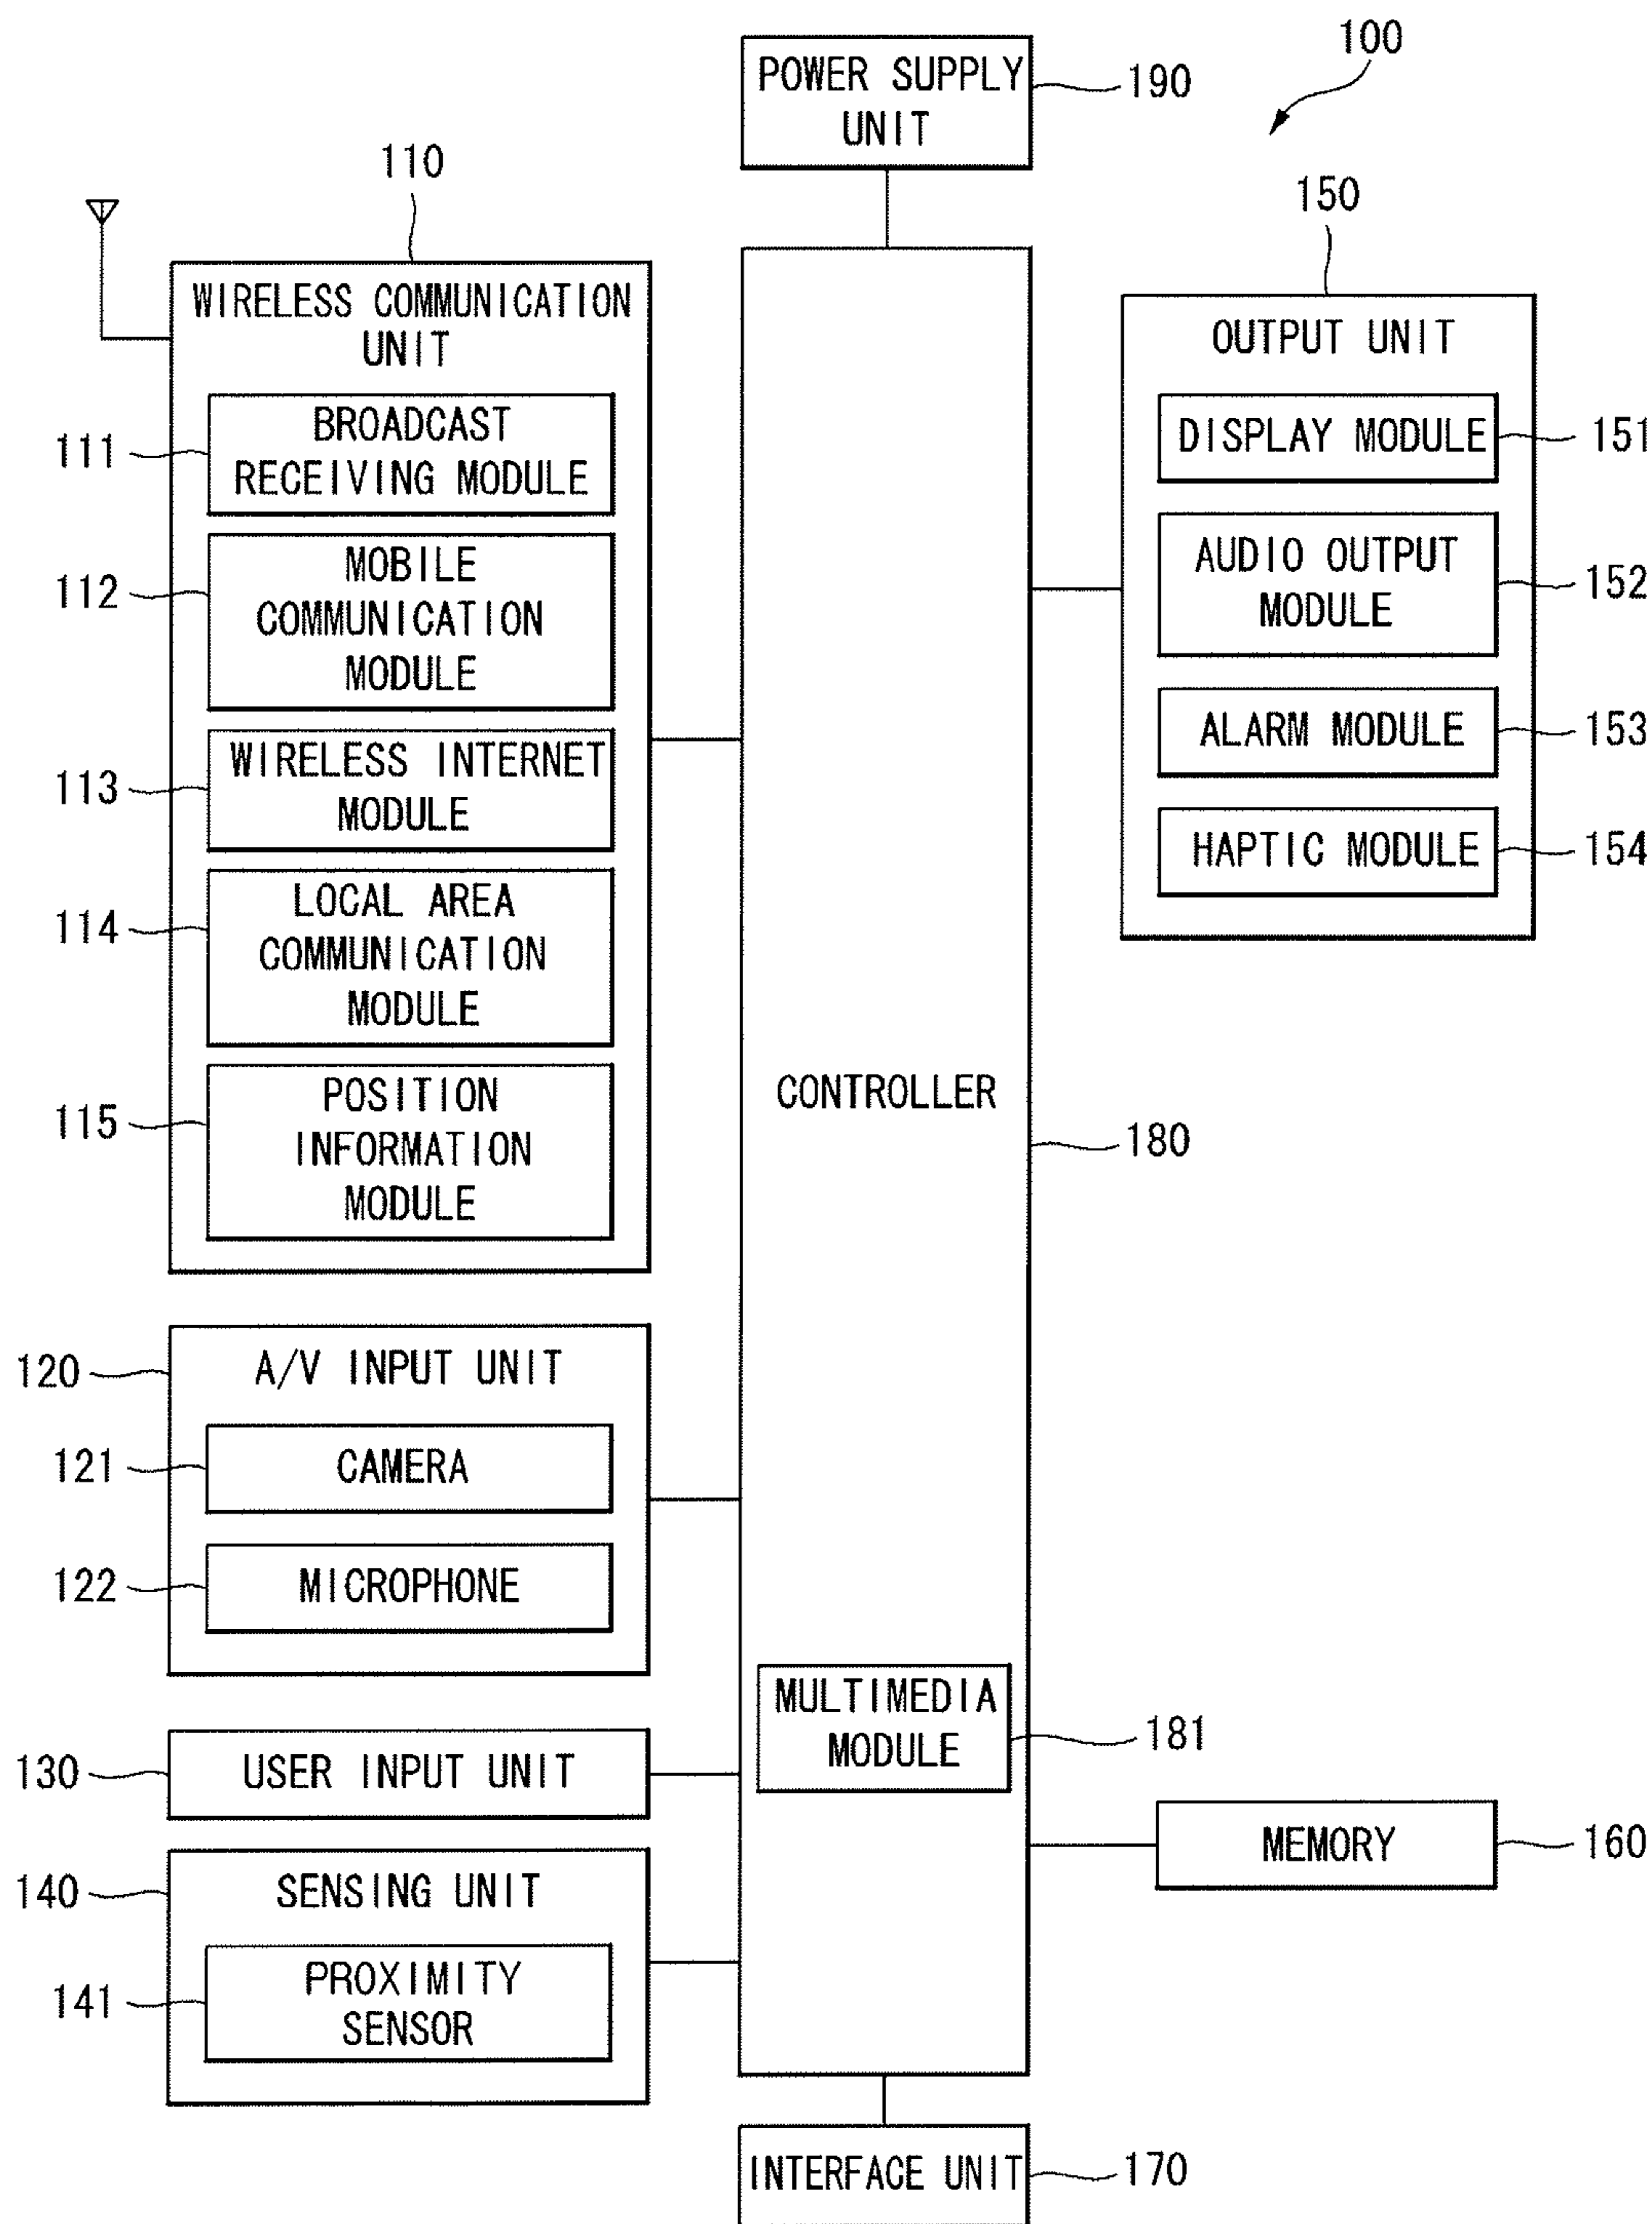 100
POWER SUPPLY
UNIT
190
110
150
WIRELESS COMMUNICATION
UNIT
111
BROADCAST
RECEIVING MODULE
112
MOBILE
COMMUNICATION
MODULE
113
WIRELESS INTERNET
MODULE
114
LOCAL AREA
COMMUNICATION
MODULE
115
POSITION
INFORMATION
MODULE
OUTPUT UNIT
DISPLAY MODULE
151
AUDIO OUTPUT
MODULE
152
ALARM MODULE
153
HAPTIC MODULE
154
CONTROLLER
180
120
A/V INPUT UNIT
121
CAMERA
122
MICROPHONE
MULTIMEDIA
MODULE
181
130
USER INPUT UNIT
MEMORY
160
140
SENSING UNIT
141
PROXIMITY
SENSOR
INTERFACE UNIT
170